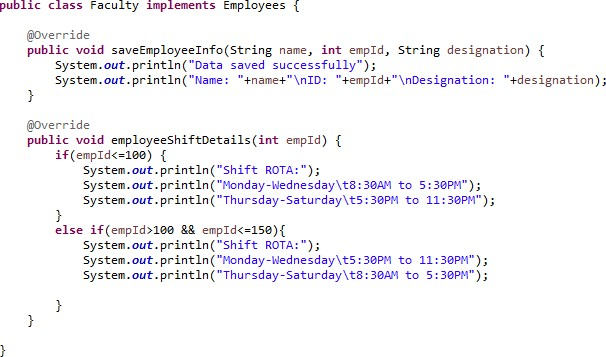 public class Faculty implements Employees {
@Override
public void saveEmployeeInfo(String name, int empId, String designation) {
System.out.println("Data saved successfully");
System.out.println("Name: "+name+"\nID: "+empId+"\nDesignation: "+designation);
}
@Override
public void employeeShiftDetails(int empId) {
if(empId<=100) {
System.out.println("Shift ROTA:");
System.out.println("Monday-Wednesday\t8:30AM to 5:30PM");
System.out.println("Thursday-Saturday\t5:30PM to 11:30PM");
}
else if(empId>100 && empId<=150){
System.out.println("Shift ROTA:");
System.out.println("Monday-Wednesday\t5:30PM to 11:30PM");
System.out.println("Thursday-Saturday\t8:30AM to 5:30PM");
}
}
}